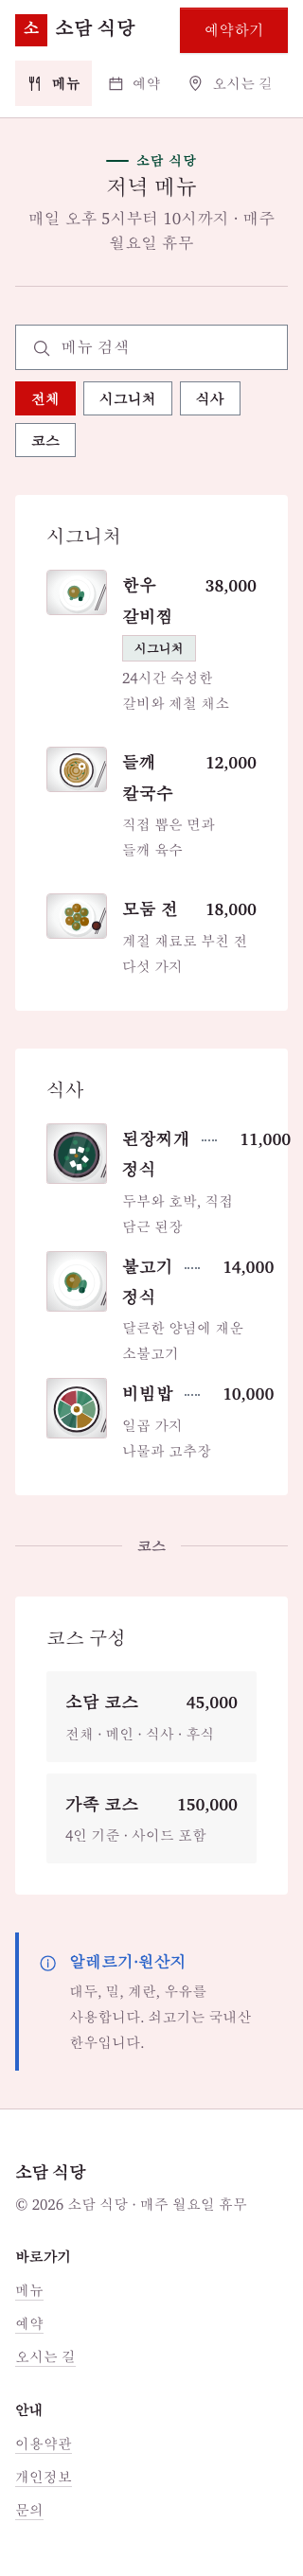 소 소담 식당 예약하기
메뉴 예약 오시는 길
소담 식당
저녁 메뉴
매일 오후 5시부터 10시까지 · 매주
월요일 휴무
메뉴 검색
전체 시그니처 식사
코스
시그니처
한우 38,000
갈비찜
시그니처
24시간 숙성한
갈비와 제철 채소
들깨 12,000
칼국수
직접 뽑은 면과
들깨 육수
모둠 전 18,000
계절 재료로 부친 전
다섯 가지
식사
된장찌개 ····· 11,000
정식
두부와 호박, 직접
담근 된장
불고기 ····· 14,000
정식
달큰한 양념에 재운
소불고기
비빔밥 ····· 10,000
일곱 가지
나물과 고추장
코스
코스 구성
소담 코스 45,000
전채 · 메인 · 식사 · 후식
가족 코스 150,000
4인 기준 · 사이드 포함
알레르기·원산지
대두, 밀, 계란, 우유를
사용합니다. 쇠고기는 국내산
한우입니다.
소담 식당
© 2026 소담 식당 · 매주 월요일 휴무
바로가기
메뉴
예약
오시는 길
안내
이용약관
개인정보
문의